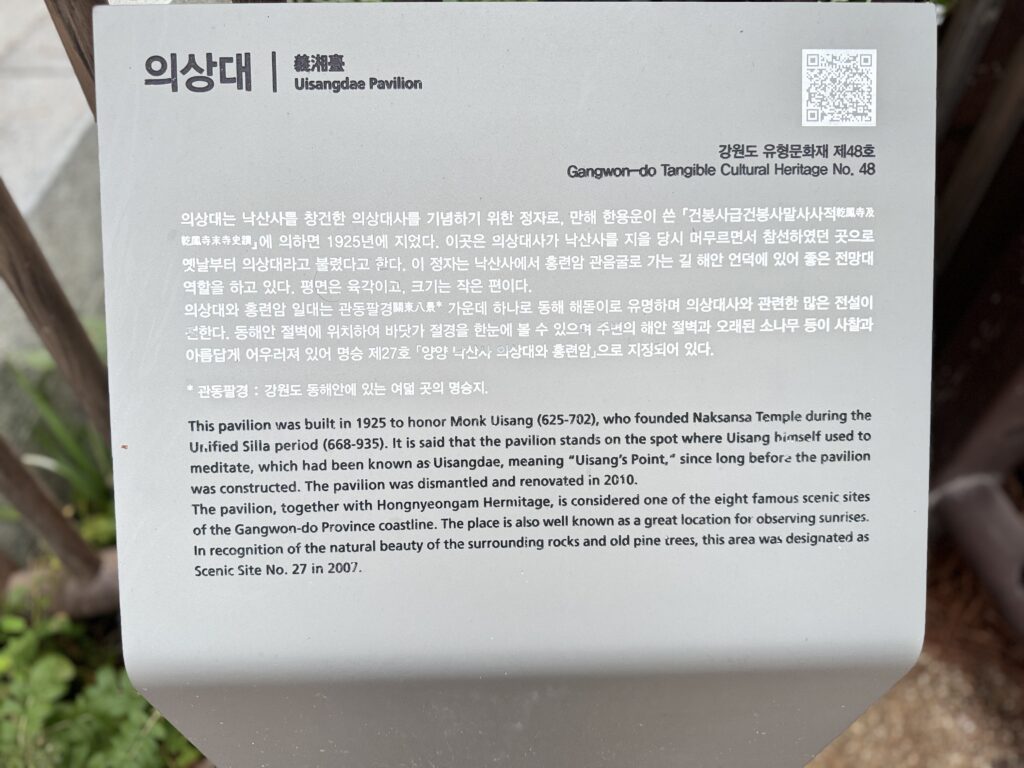 의상대
義湘臺
Uisangdae Pavilion
강원도 유형문화재 제48호
Gangwon-do Tangible Cultural Heritage No. 48
의상대는 낙산사를 창건한 의상대사를 기념하기 위한 정자로, 만해 한용운이 쓴 「건봉사급건봉사말사사적乾鳳寺及
乾鳳寺末寺史蹟」에 의하면 1925년에 지었다. 이곳은 의상대사가 낙산사를 지을 당시 머무르면서 참선하였던 곳으로
옛날부터 의상대라고 불렸다고 한다. 이 정자는 낙산사에서 홍련암 관음굴로 가는 길 해안 언덕에 있어 좋은 전망대
역할을 하고 있다. 평면은 육각이고, 크기는 작은 편이다.
의상대와 홍련암 일대는 관동팔경關東八景* 가운데 하나로 동해 해돋이로 유명하며 의상대사와 관련한 많은 전설이
전한다. 동해안 절벽에 위치하여 바닷가 절경을 한눈에 볼 수 있으며 주변의 해안 절벽과 오래된 소나무 등이 사찰과
아름답게 어우러져 있어 명승 제27호 「양양 낙산사 의상대와 홍련암」으로 지정되어 있다.
* 관동팔경 : 강원도 동해안에 있는 여덟 곳의 명승지.
This pavilion was built in 1925 to honor Monk Uisang (625-702), who founded Naksansa Temple during the
Unified Silla period (668-935). It is said that the pavilion stands on the spot where Uisang himself used to
meditate, which had been known as Uisangdae, meaning "Uisang's Point," since long before the pavilion
was constructed. The pavilion was dismantled and renovated in 2010.
The pavilion, together with Hongnyeongam Hermitage, is considered one of the eight famous scenic sites
of the Gangwon-do Province coastline. The place is also well known as a great location for observing sunrises.
In recognition of the natural beauty of the surrounding rocks and old pine trees, this area was designated as
Scenic Site No. 27 in 2007.